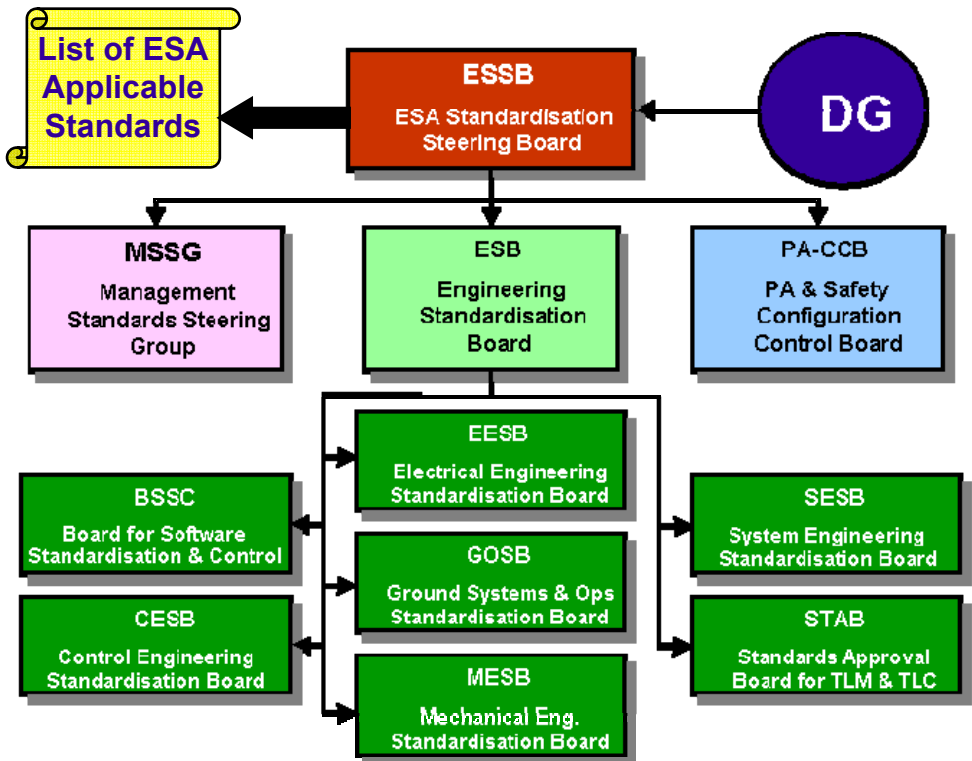 List of ESA
Applicable
Standards
ESSB
ESA Standardisation
Steering Board
DG
MSSG
Management
Standards Steering
Group
ESB
Engineering
Standardisation
Board
PA-CCB
PA & Safety
Configuration
Control Board
EESB
Electrical Engineering
Standardisation Board
BSSC
Board for Software
Standardisation & Control
SESB
System Engineering
Standardisation Board
GOSB
Ground Systems & Ops
Standardisation Board
CESB
Control Engineering
Standardisation Board
STAB
Standards Approval
Board for TLM & TLC
MESB
Mechanical Eng.
Standardisation Board